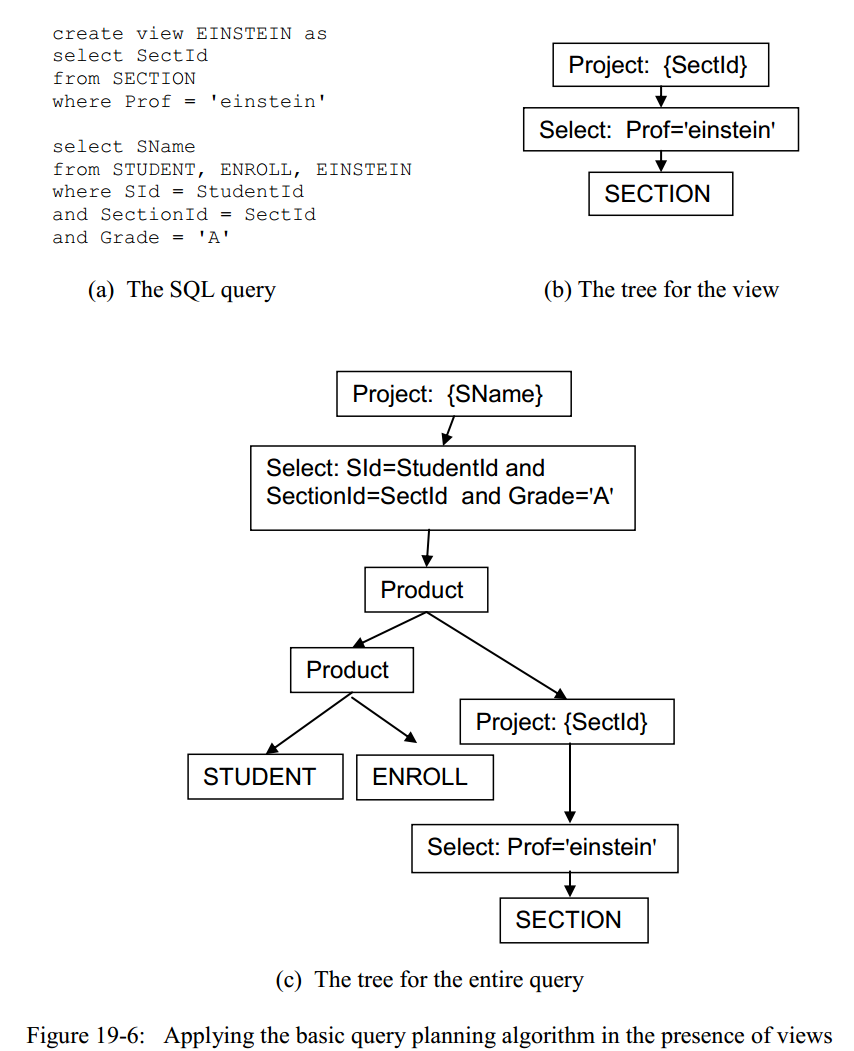 create view EINSTEIN as
select SectId
from SECTION
where Prof = 'einstein'
select SName
from STUDENT, ENROLL, EINSTEIN
where SId = StudentId
and SectionId = SectId
and Grade = 'A'
(a) The SQL query
Project: {SectId}
Select: Prof='einstein'
SECTION
(b) The tree for the view
Project: {SName}
Select: SId=StudentId and
SectionId=SectId and Grade='A'
Product
Product
Project: {SectId}
STUDENT
ENROLL
Select: Prof='einstein'
SECTION
(c) The tree for the entire query
Figure 19-6: Applying the basic query planning algorithm in the presence of views